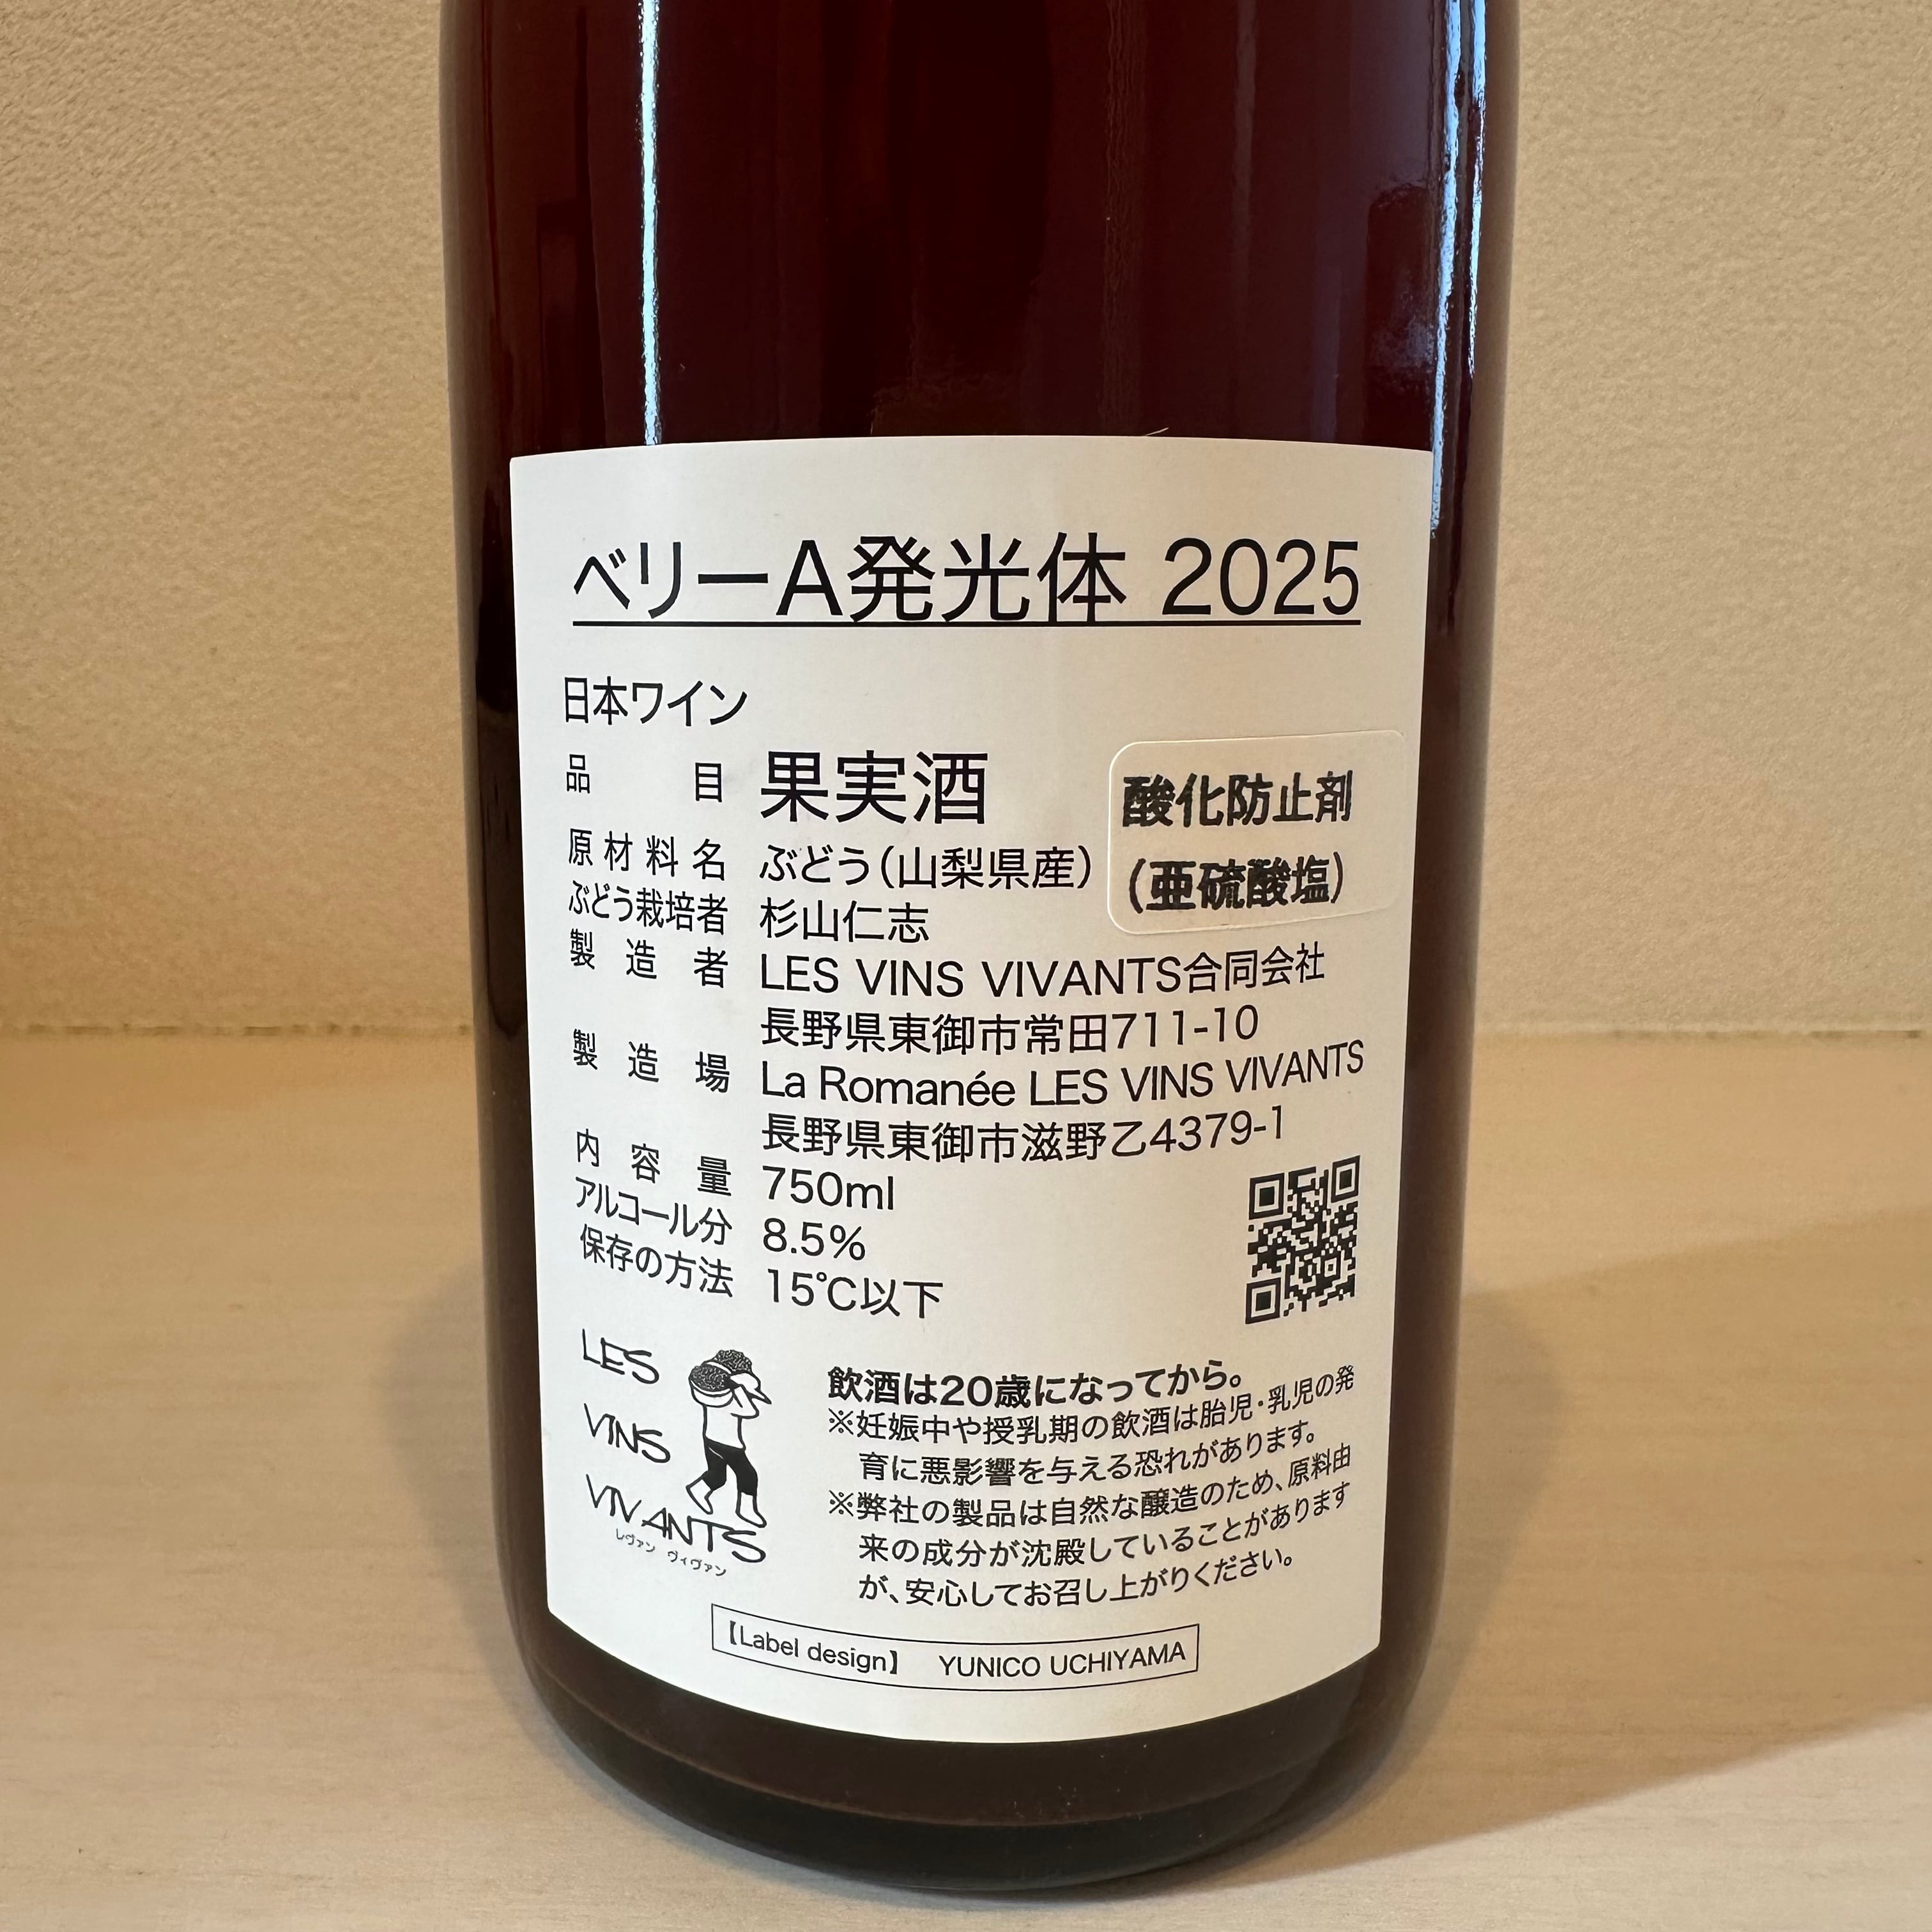 ベリーA発光体 2025
日本ワイン
品目 果実酒
酸化防止剤
(亜硫酸塩)
原材料名 ぶどう(山梨県産)
ぶどう栽培者 杉山仁志
製造者 LES VINS VIVANTS合同会社
長野県東御市常田711-10
製造場 La Romanée LES VINS VIVANTS
長野県東御市滋野乙4379-1
内容量 750ml
アルコール分 8.5%
保存の方法 15℃以下
LES
VINS
VIVANTS
レヴァン ヴィヴァン
飲酒は20歳になってから。
※妊娠中や授乳期の飲酒は胎児・乳児の発
育に悪影響を与える恐れがあります。
※弊社の製品は自然な醸造のため、原料由
来の成分が沈殿していることがあります
が、安心してお召し上がりください。
【Label design】 YUNICO UCHIYAMA